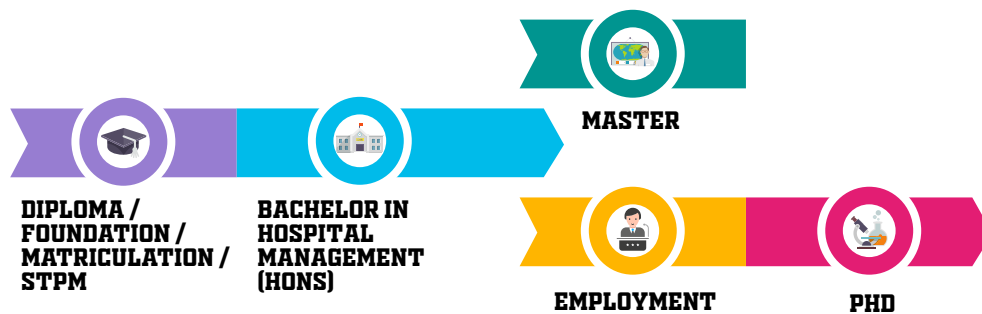 MASTER
DIPLOMA /
FOUNDATION /
MATRICULATION /
STPM
BACHELOR IN
HOSPITAL
MANAGEMENT
(HONS)
EMPLOYMENT
PHD